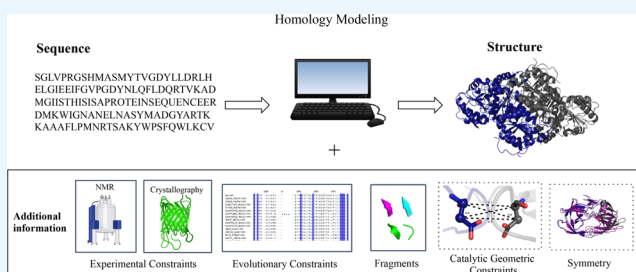 Homology Modeling
Sequence
Structure
SGLVPRGSHMASMYTVGDYLLDRLH
ELGIEEIFGVPGDYNLQFLDQRTVKAD
MGIISTHISISAPROTEINSEQUENCEER
DMKWIGNANELNASYMADGYARTK
KAAAFLPMNRTSAKYWPSFQWLKCV
+
Additional
information
NMR
Crystallography
Experimental Constraints
Evolutionary Constraints
Fragments
Catalytic Geometric
Constraints
Symmetry